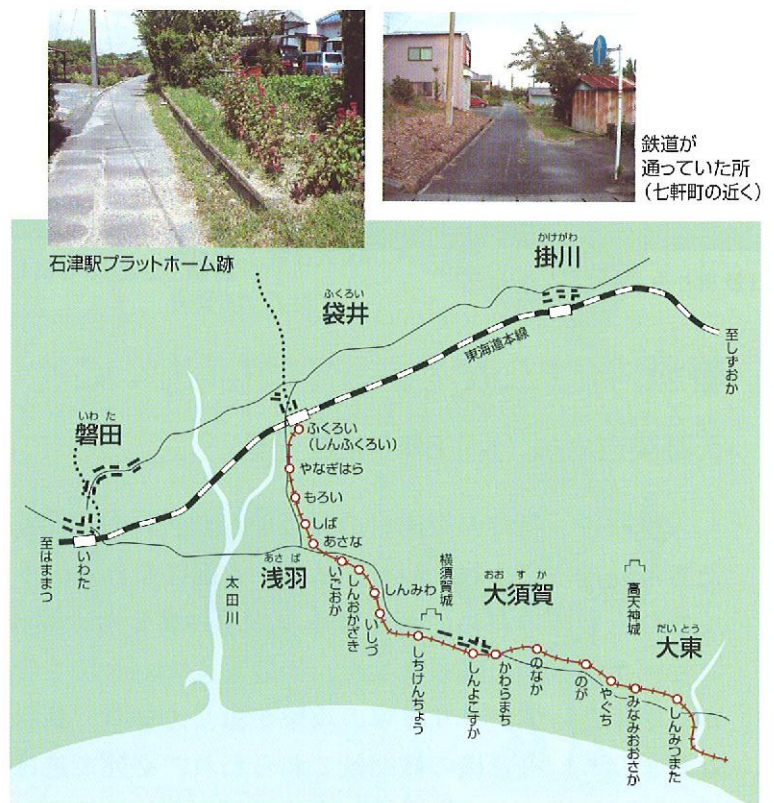 鉄道が
通っていた所
(七軒町の近く)
石津駅プラットホーム跡
かけがわ
掛川
ふくろい
袋井
東海道本線
至しずおか
いわた
磐田
ふくろい
(しんふくろい)
やなぎはら
もろい
しば
あさな
至はままつ
いわた
太田川
あさば
浅羽
いごおか
しんおかざき
しんみわ
いしづ
横須賀城
おおすか
大須賀
高天神城
だいとう
大東
しちけんちょう
しんよこすか
かわらまち
のなか
のが
やぐち
みなみおおさか
しんみつまた